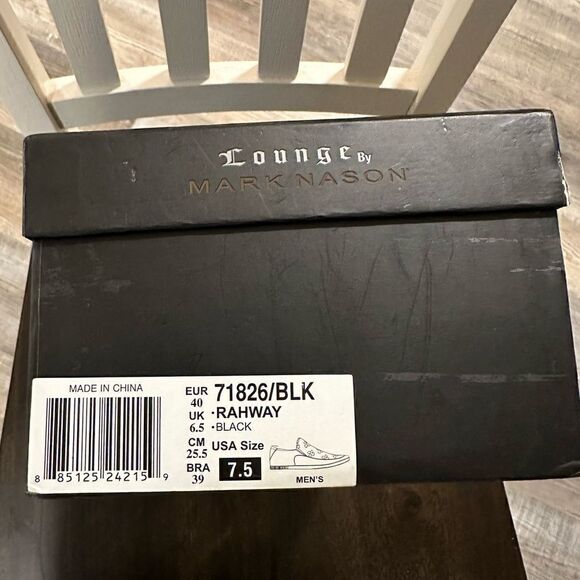 Lounge By
MARK NASON
MADE IN CHINA
8 85125 24215 9
EUR
40
UK
6.5
CM
25.5
BRA
39
71826/BLK
•RAHWAY
•BLACK
USA Size
7.5
MEN'S